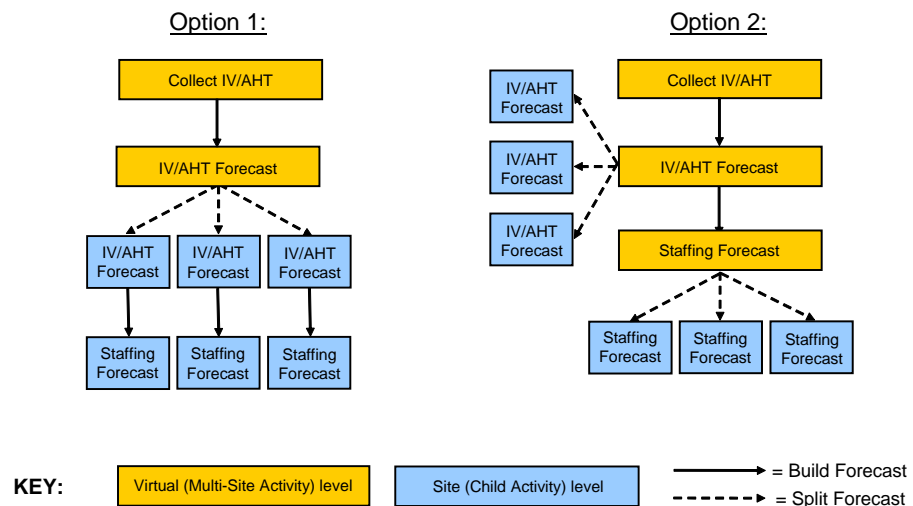 Option 1:
Collect IV/AHT
IV/AHT Forecast
IV/AHT
Forecast
IV/AHT
Forecast
IV/AHT
Forecast
Staffing
Forecast
Staffing
Forecast
Staffing
Forecast
Option 2:
Collect IV/AHT
IV/AHT
Forecast
IV/AHT
Forecast
IV/AHT
Forecast
IV/AHT Forecast
Staffing Forecast
Staffing
Forecast
Staffing
Forecast
Staffing
Forecast
KEY:
Virtual (Multi-Site Activity) level
Site (Child Activity) level
= Build Forecast
= Split Forecast